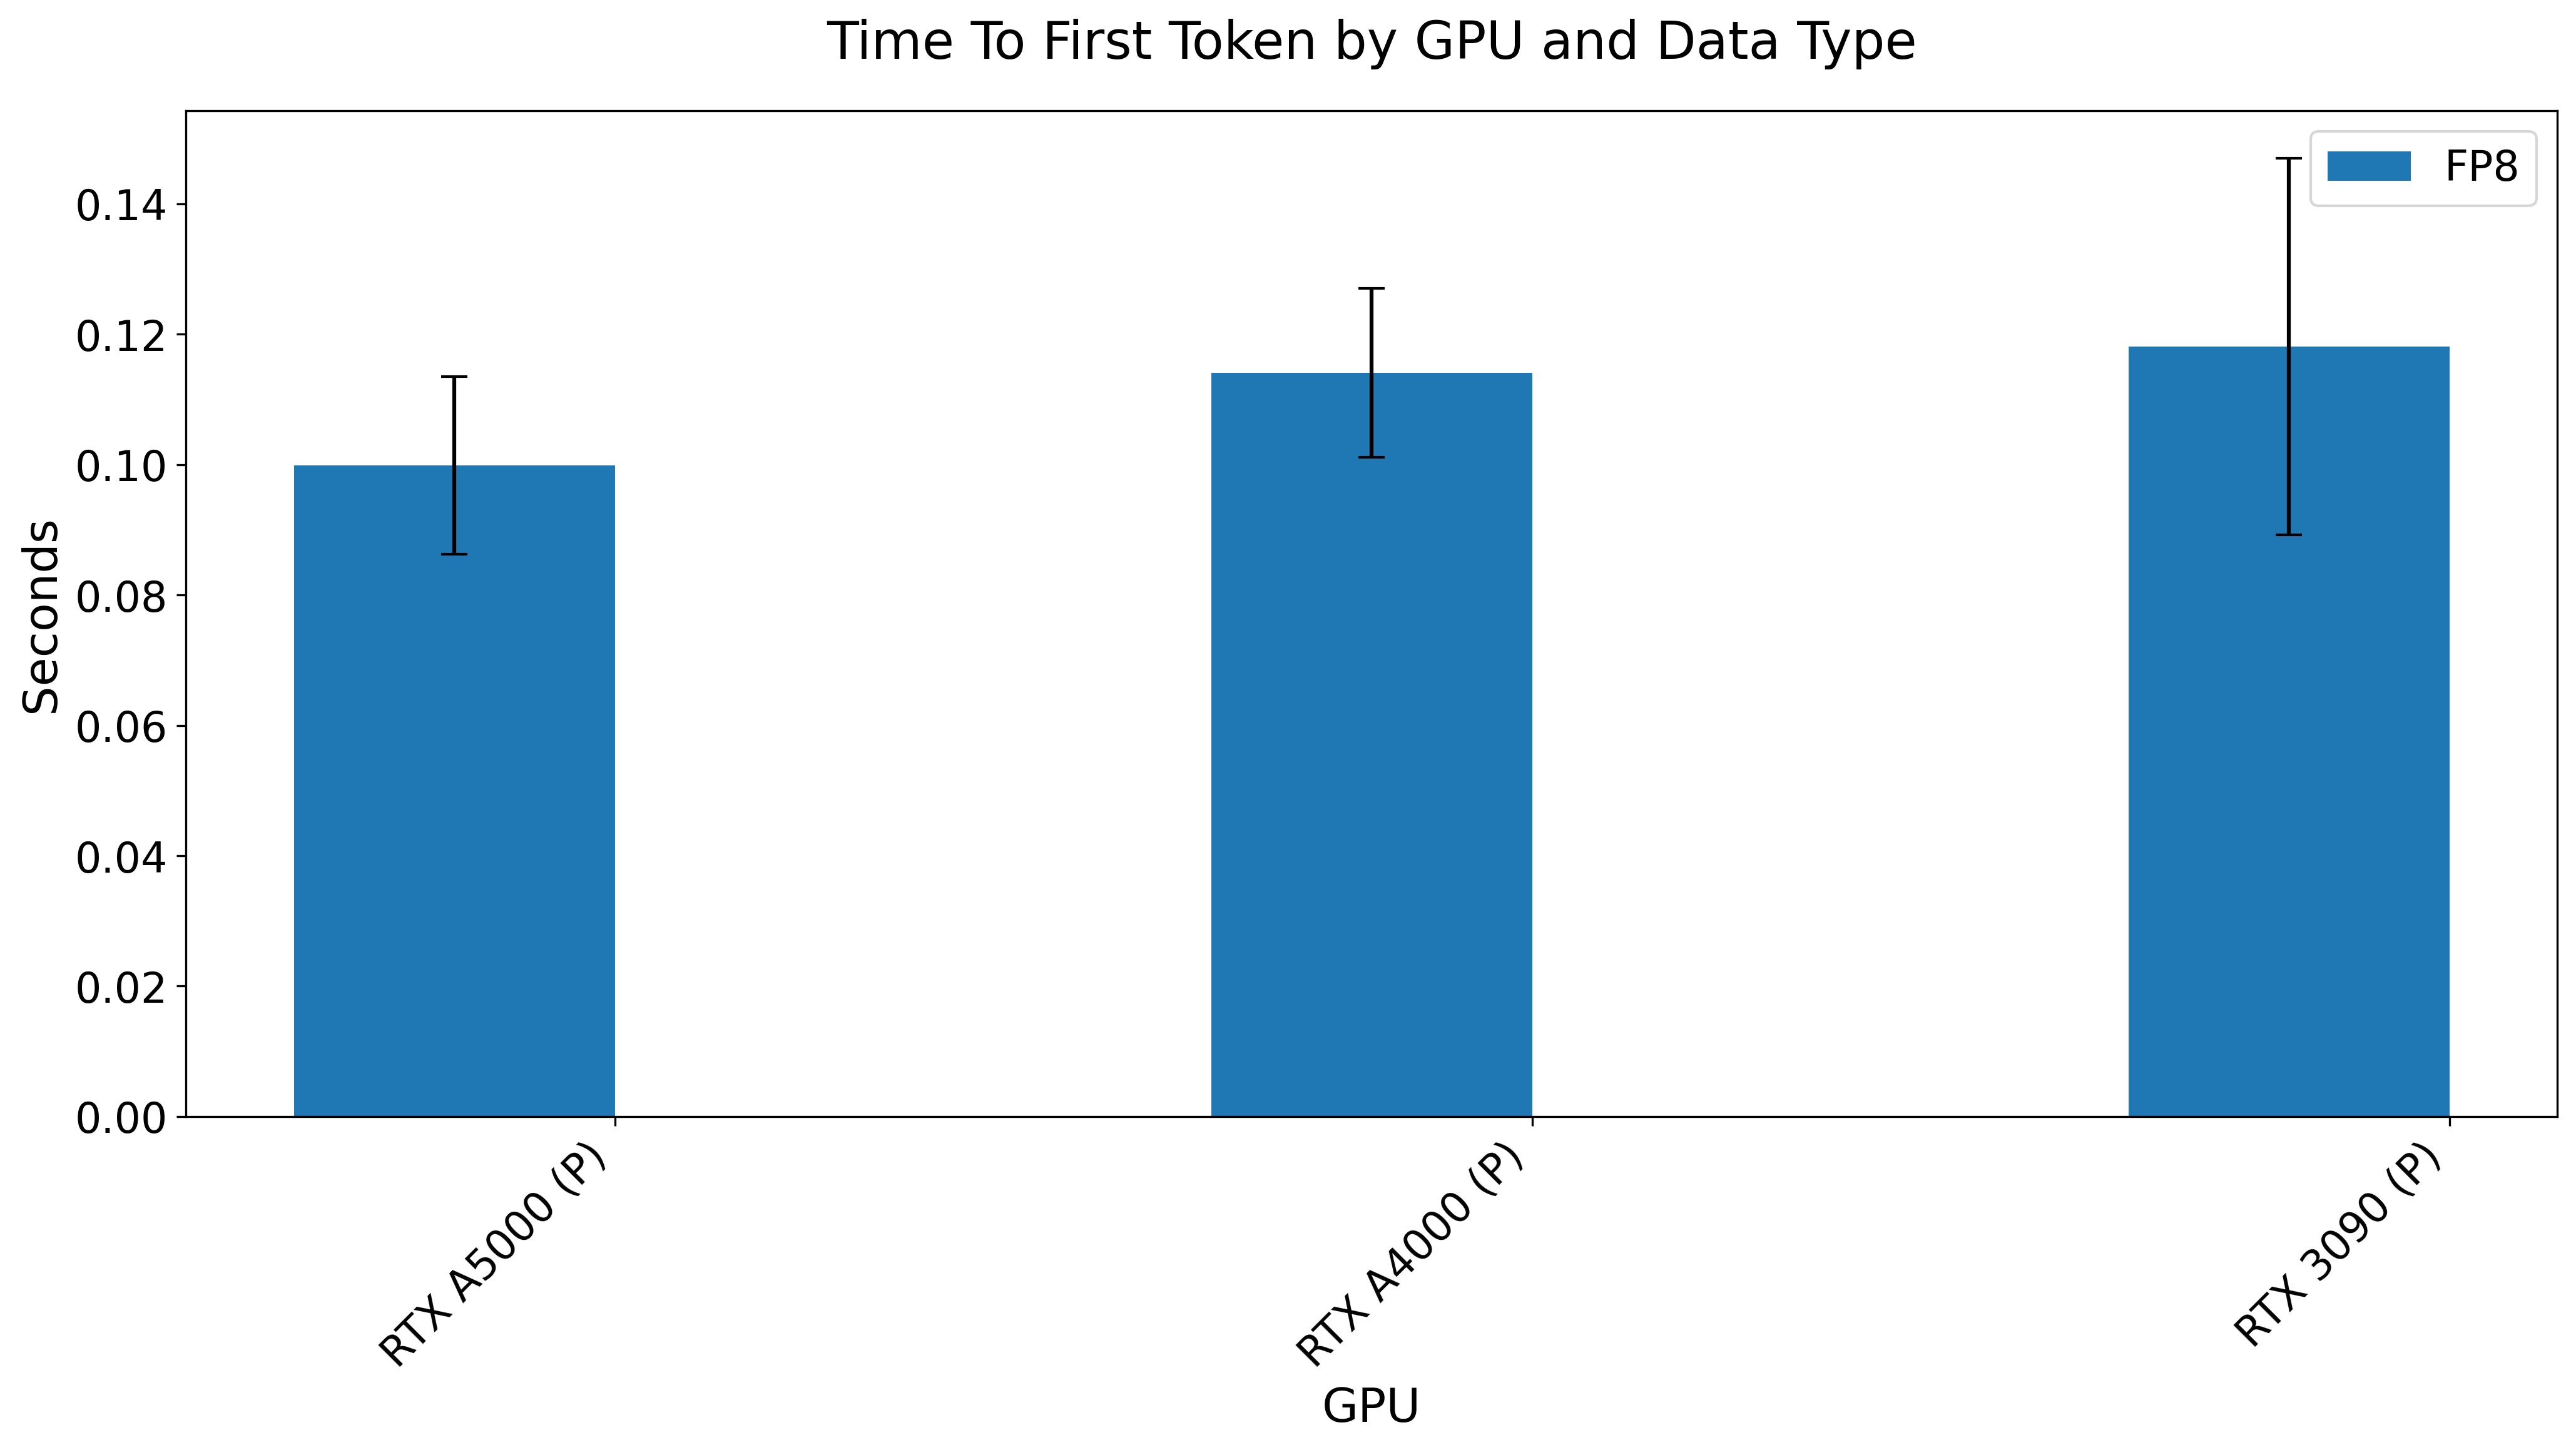 Time To First Token by GPU and Data Type
FP8
0.14
0.12
0.10
0.08
0.06
0.04
0.02
0.00
Seconds
RTX A5000 (P)
RTX A4000 (P)
RTX 3090 (P)
GPU